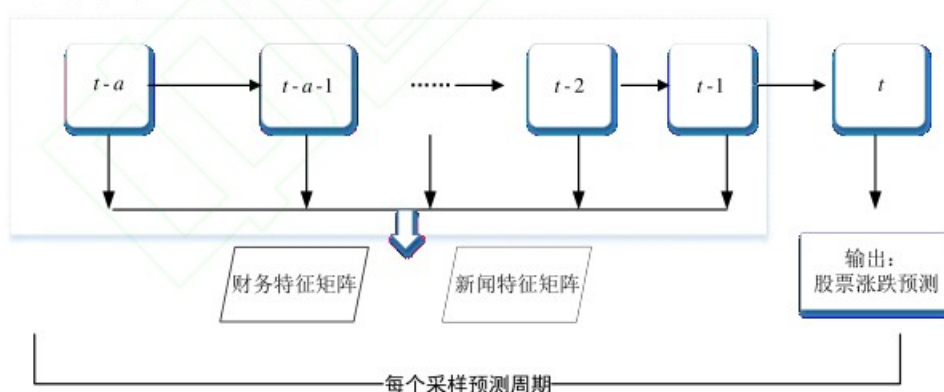 t-a t-a-1 …… t-2 t-1 t
财务特征矩阵 新闻特征矩阵
输出：
股票涨跌预测
每个采样预测周期